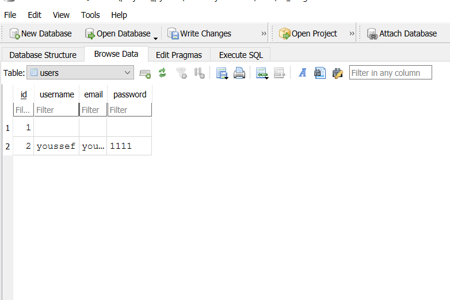 File Edit View Tools Help
New Database Open Database Write Changes » Open Project » Attach Database
Database Structure Browse Data Edit Pragmas Execute SQL
Table: users Filter in any column
id username email password
Fil... Filter Filter Filter
1 1
2 2 youssef you... 1111